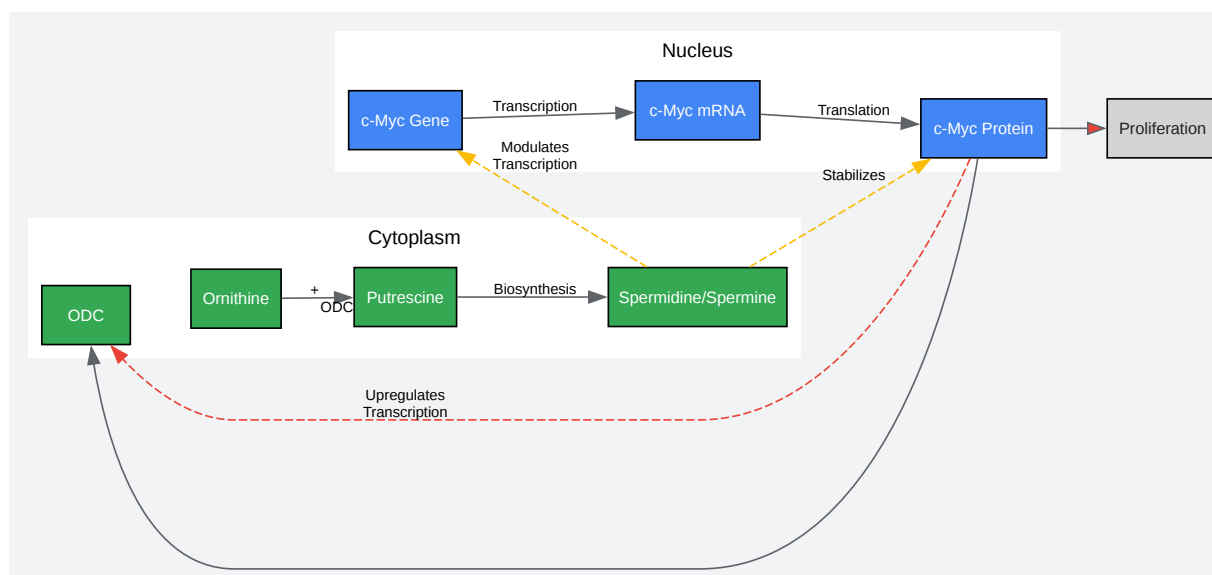 Nucleus
c-Myc Gene
Transcription
c-Myc mRNA
Translation
c-Myc Protein
Proliferation
Modulates
Transcription
Stabilizes
Cytoplasm
ODC
Ornithine
+
ODC
Putrescine
Biosynthesis
Spermidine/Spermine
Upregulates
Transcription